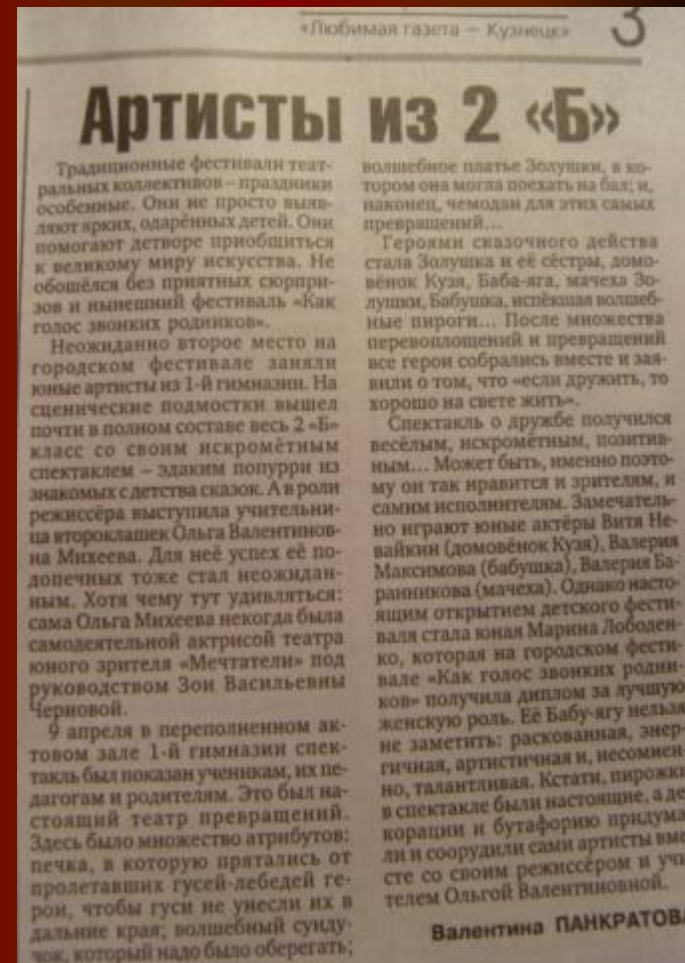 «Любимая газета — Кузнецк»
3
Артисты из 2 «Б»
Традиционные фестивали теат-
ральных коллективов – праздники
особенные. Они не просто выяв-
ляют ярких, одарённых детей. Они
помогают детворе приобщиться
к великому миру искусства. Не
обошёлся без приятных сюрпри-
зов и нынешний фестиваль «Как
голос звонких родников».
Неожиданно второе место на
городском фестивале заняли
юные артисты из 1-й гимназии. На
сценические подмостки вышел
почти в полном составе весь 2 «Б»
класс со своим искромётным
спектаклем – эдаким попурри из
знакомых с детства сказок. А в роли
режиссёра выступила учительни-
ца второклашек Ольга Валентинов-
на Михеева. Для неё успех её по-
допечных тоже стал неожидан-
ным. Хотя чему тут удивляться:
сама Ольга Михеева некогда была
самодеятельной актрисой театра
юного зрителя «Мечтатели» под
руководством Зои Васильевны
Черновой.
9 апреля в переполненном ак-
товом зале 1-й гимназии спек-
такль был показан ученикам, их пе-
дагогам и родителям. Это был на-
стоящий театр превращений.
Здесь было множество атрибутов:
печка, в которую прятались от
пролетавших гусей-лебедей ге-
рои, чтобы гуси не унесли их в
дальние края; волшебный сунду-
чок, который надо было оберегать;
волшебное платье Золушки, в ко-
тором она могла поехать на бал; и,
наконец, чемодан для этих самых
превращений...
Героями сказочного действа
стала Золушка и её сёстры, домо-
вёнок Кузя, Баба-яга, мачеха Зо-
лушки, Бабушка, испёкшая волшеб-
ные пироги... После множества
перевоплощений и превращений
все герои собрались вместе и зая-
вили о том, что «если дружить, то
хорошо на свете жить».
Спектакль о дружбе получился
весёлым, искромётным, позитив-
ным... Может быть, именно поэто-
му он так нравится и зрителям, и
самим исполнителям. Замечатель-
но играют юные актёры Витя Не-
вайкин (домовёнок Кузя), Валерия
Максимова (бабушка), Валерия Ба-
ранникова (мачеха). Однако насто-
ящим открытием детского фести-
валя стала юная Марина Лободен-
ко, которая на городском фести-
вале «Как голос звонких родни-
ков» получила диплом за лучшую
женскую роль. Её Бабу-ягу нельзя
не заметить: раскованная, энер-
гичная, артистичная и, несомнен-
но, талантливая. Кстати, пирожки
в спектакле были настоящие, а де-
корации и бутафорию придума-
ли и соорудили сами артисты вме-
сте со своим режиссёром и учи-
телем Ольгой Валентиновной.
Валентина ПАНКРАТОВА